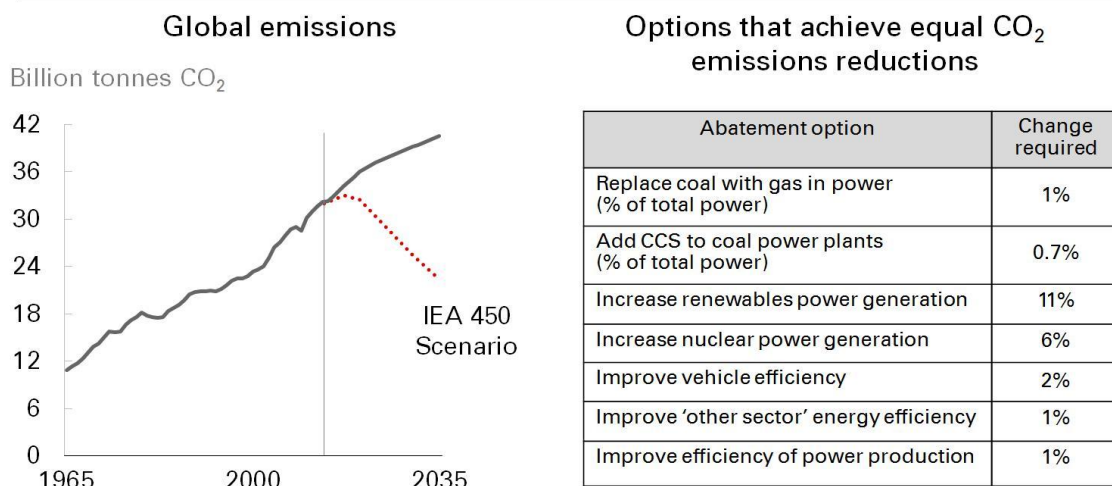 Global emissions
Billion tonnes CO₂
42
36
30
24
18
12
6
0
1965
2000
2035
IEA 450
Scenario
Options that achieve equal CO₂
emissions reductions
Abatement option
Change
required
Replace coal with gas in power
(% of total power)
1%
Add CCS to coal power plants
(% of total power)
0.7%
Increase renewables power generation
11%
Increase nuclear power generation
6%
Improve vehicle efficiency
2%
Improve ‘other sector’ energy efficiency
1%
Improve efficiency of power production
1%